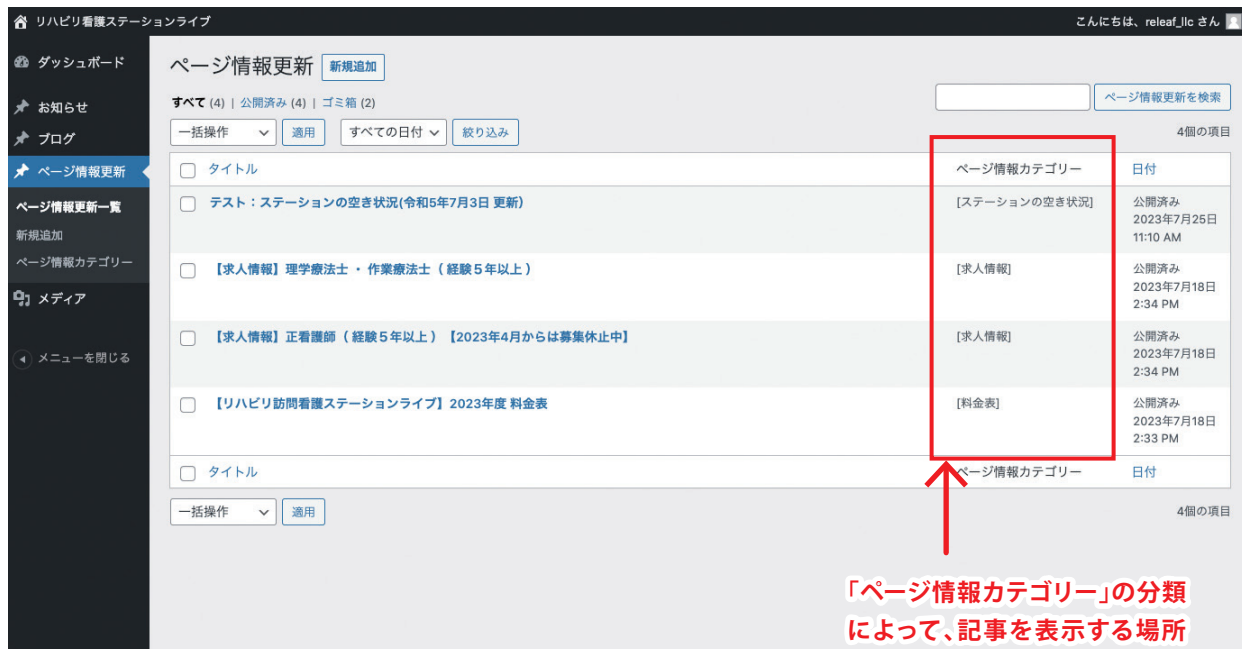 リハビリ看護ステーションライブ
こんにちは、releaf_llc さん
ダッシュボード
お知らせ
ブログ
ページ情報更新
ページ情報更新一覧
新規追加
ページ情報カテゴリー
メディア
メニューを閉じる
ページ情報更新 新規追加
すべて (4) | 公開済み (4) | ゴミ箱 (2)
ページ情報更新を検索
一括操作 適用 すべての日付 絞り込み
4個の項目
タイトル ページ情報カテゴリー 日付
テスト：ステーションの空き状況(令和5年7月3日 更新) [ステーションの空き状況] 公開済み
2023年7月25日
11:10 AM
【求人情報】理学療法士 ・ 作業療法士（ 経験５年以上 ） [求人情報] 公開済み
2023年7月18日
2:34 PM
【求人情報】正看護師（ 経験５年以上 ）【2023年4月からは募集休止中】 [求人情報] 公開済み
2023年7月18日
2:34 PM
【リハビリ訪問看護ステーションライブ】2023年度 料金表 [料金表] 公開済み
2023年7月18日
2:33 PM
タイトル ページ情報カテゴリー 日付
一括操作 適用
4個の項目
「ページ情報カテゴリー」の分類
によって、記事を表示する場所